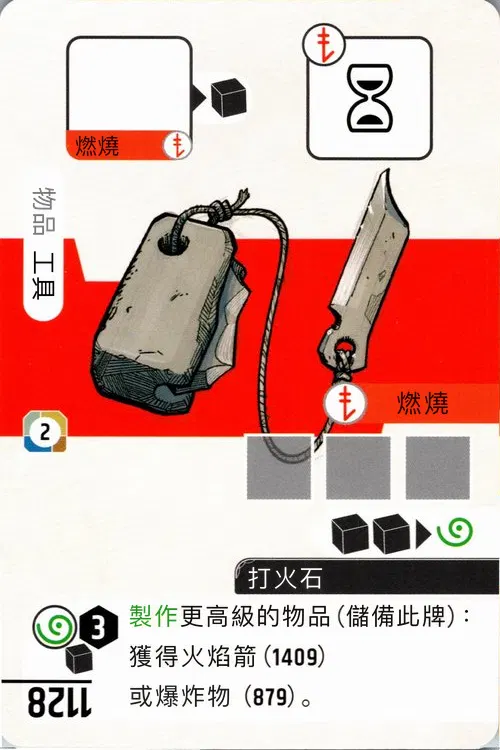 燃燒
物品 工具
燃燒
2
打火石
製作更高級的物品(儲備此牌):
3
獲得火焰箭(1409)
或爆炸物 (879)。
1128